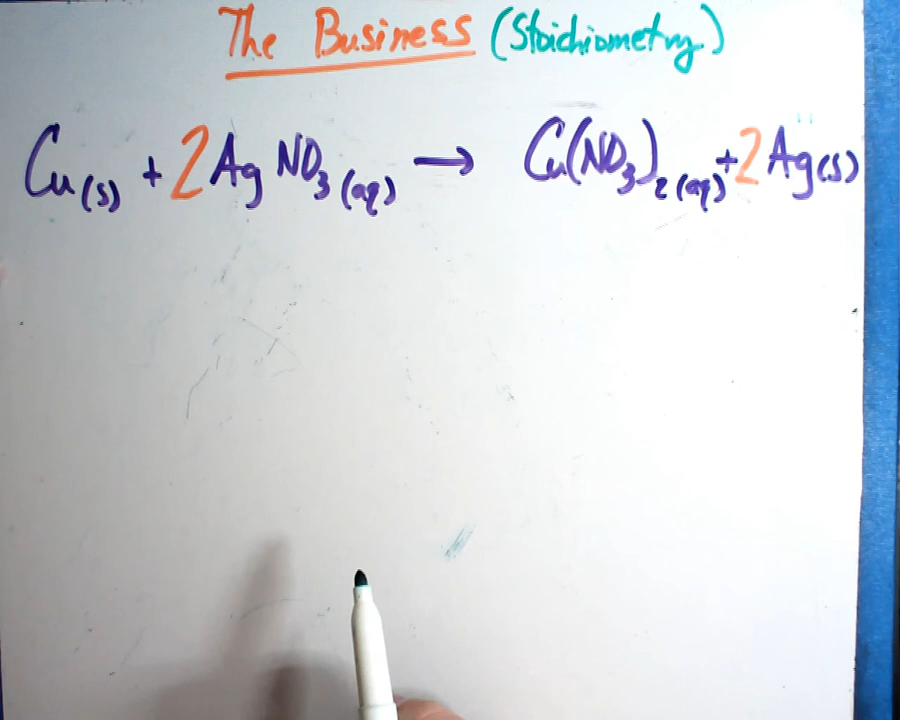 The Business (Stoichiometry)
Cu(s) + 2AgNO3(aq) → Cu(NO3)2(aq) + 2Ag(s)